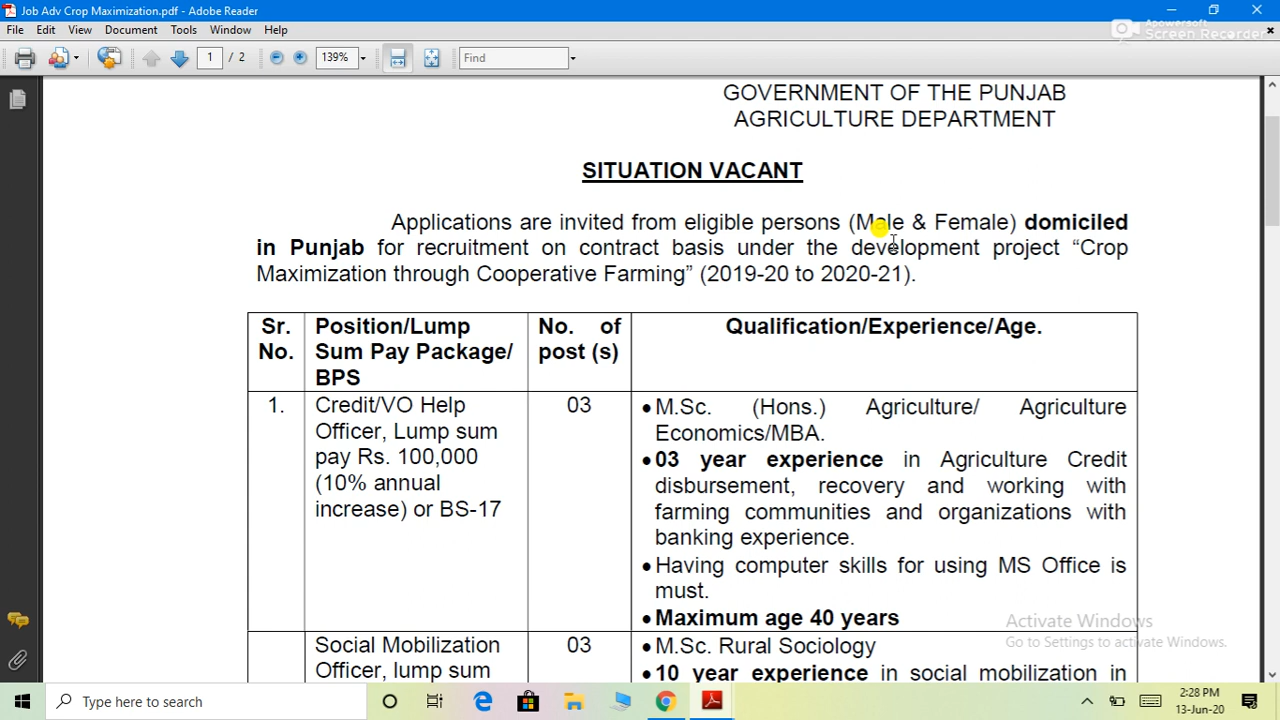 Job Adv Crop Maximization.pdf - Adobe Reader
File Edit View Document Tools Window Help
Apowersoft
Screen Recorder
1 / 2 139% Find
GOVERNMENT OF THE PUNJAB
AGRICULTURE DEPARTMENT
SITUATION VACANT
Applications are invited from eligible persons (Male & Female) domiciled
in Punjab for recruitment on contract basis under the development project “Crop
Maximization through Cooperative Farming” (2019-20 to 2020-21).
Sr. No.
Position/Lump Sum Pay Package/ BPS
No. of post (s)
Qualification/Experience/Age.
1.
Credit/VO Help
Officer, Lump sum
pay Rs. 100,000
(10% annual
increase) or BS-17
03
•M.Sc. (Hons.) Agriculture/ Agriculture
Economics/MBA.
•03 year experience in Agriculture Credit
disbursement, recovery and working with
farming communities and organizations with
banking experience.
•Having computer skills for using MS Office is
must.
•Maximum age 40 years
Social Mobilization
Officer, lump sum
03
•M.Sc. Rural Sociology
•10 year experience in social mobilization in
Activate Windows
Go to Settings to activate Windows.
Type here to search
2:28 PM
13-Jun-20